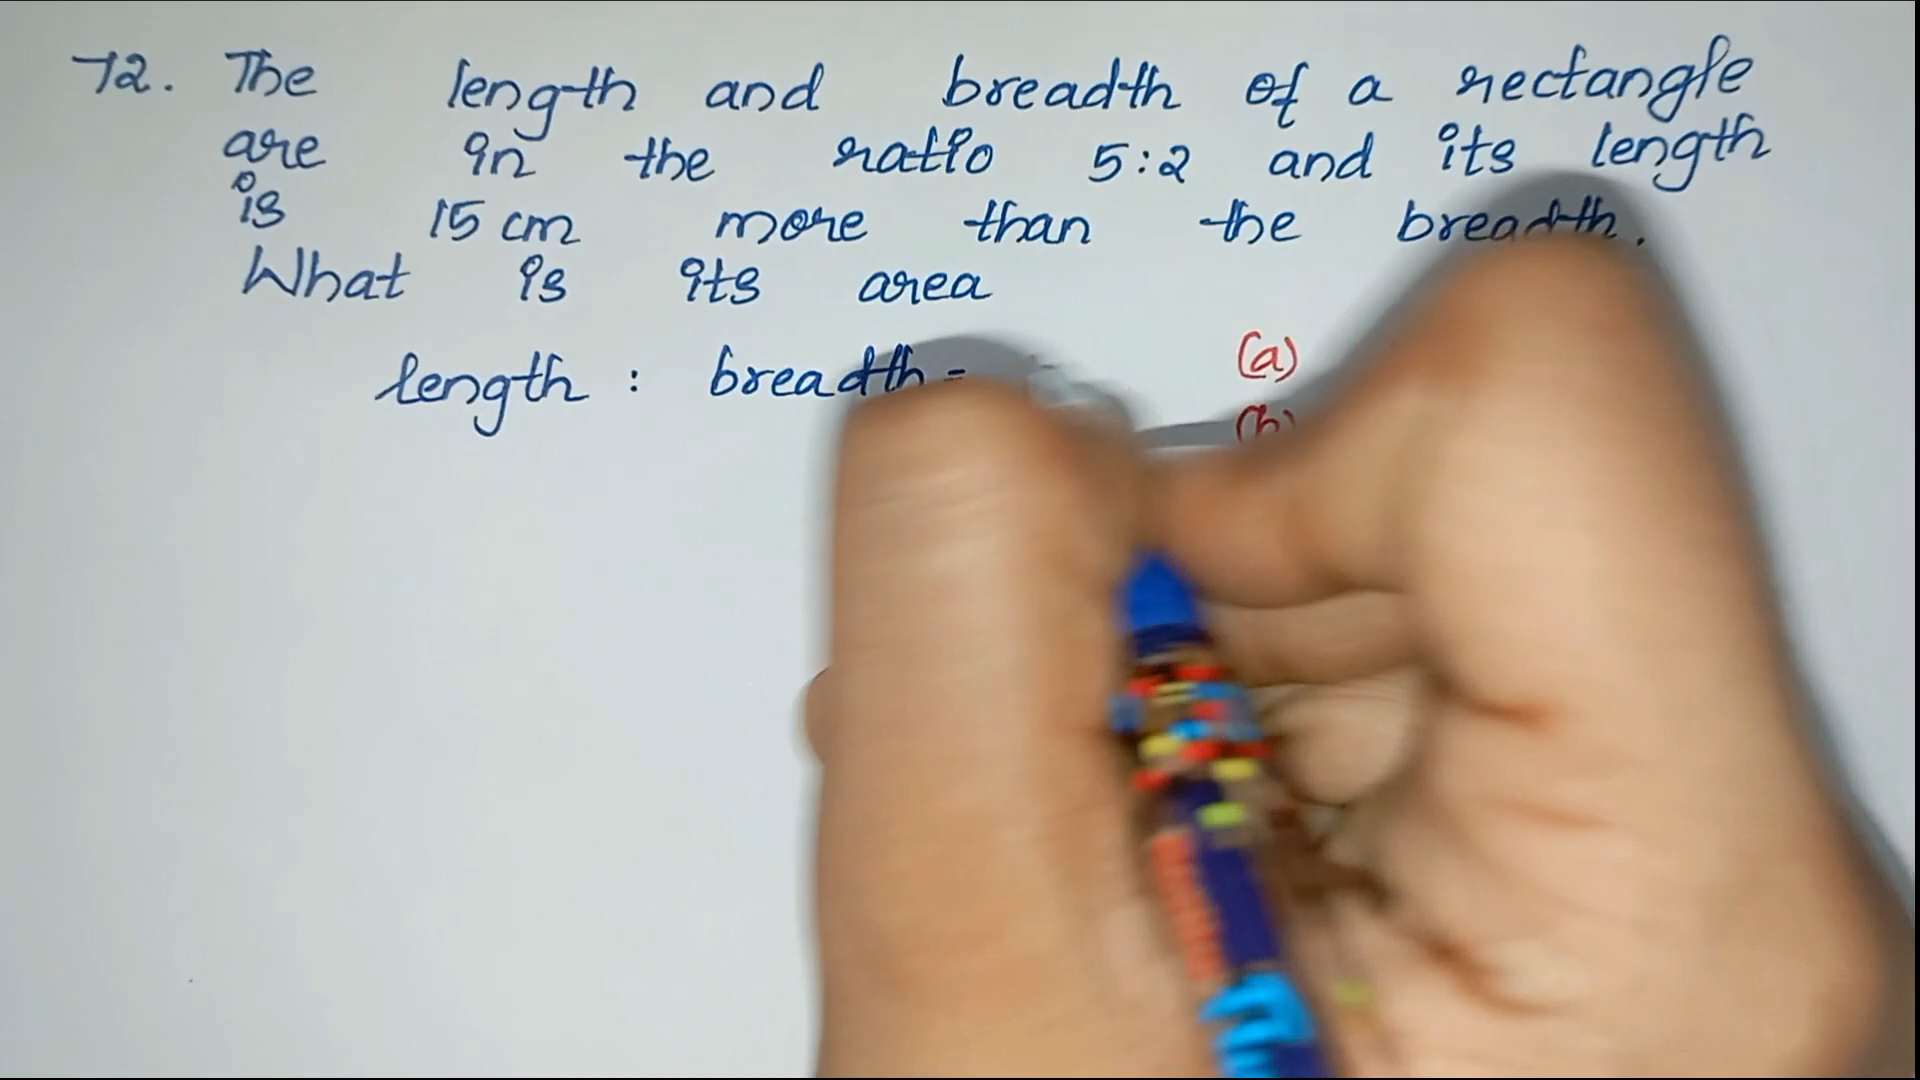 72. The length and breadth of a rectangle
are in the ratio 5:2 and its length
is 15 cm more than the breadth.
What is its area
length : breadth =
(a)
(b)